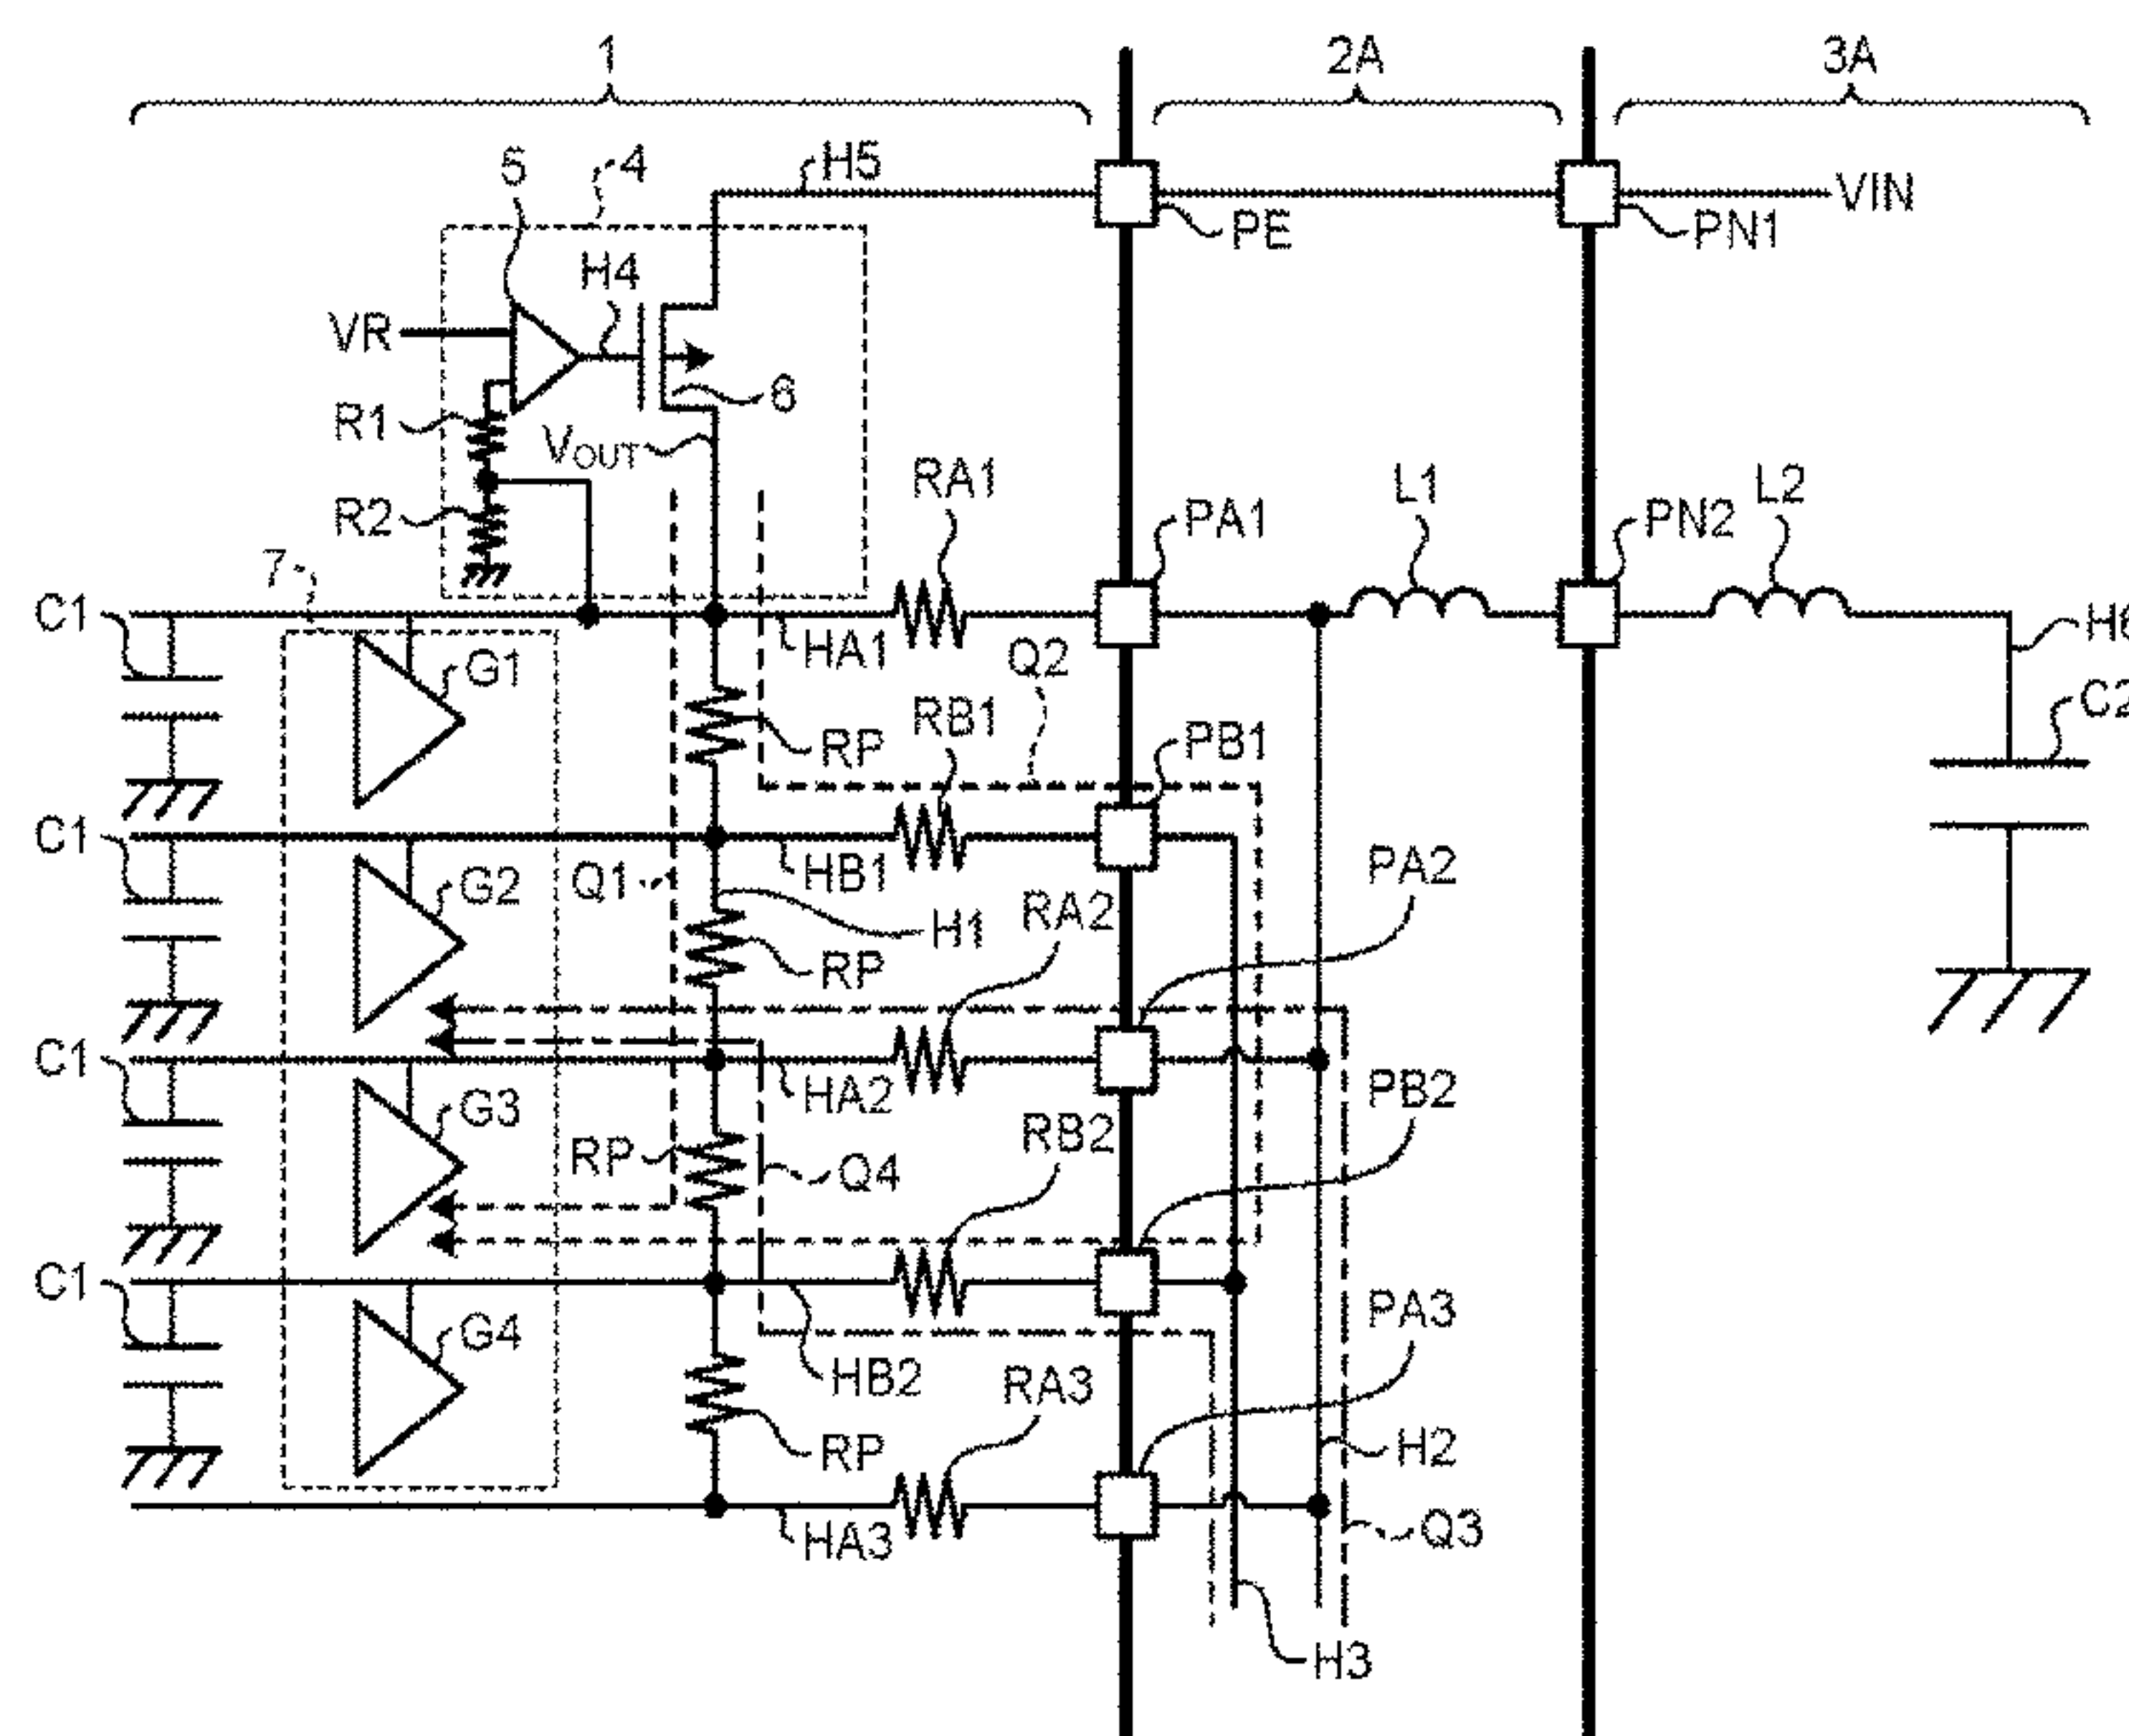 1
2A
3A
5
4
H5
PE
PN1
VIN
H4
VR
6
R1
VOUT
R2
RA1
PA1
L1
PN2
L2
7
C1
G1
HA1
Q2
H6
RP
RB1
PB1
C2
C1
G2
Q1
HB1
H1
RA2
PA2
RP
C1
G3
HA2
PB2
RP
Q4
RB2
C1
G4
HB2
RA3
PA3
RP
H2
HA3
Q3
H3